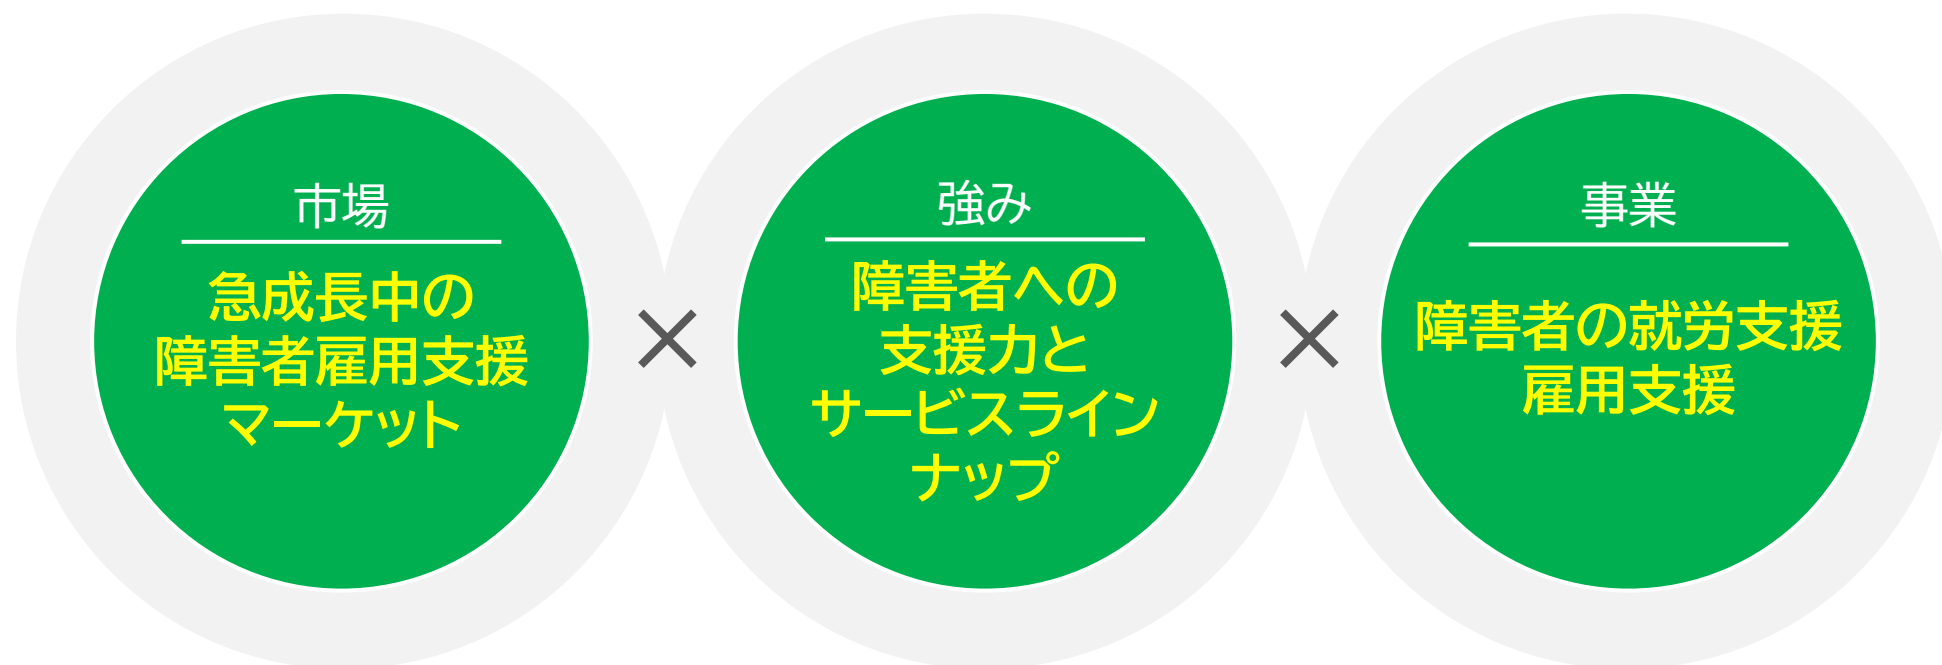 市場
急成長中の
障害者雇用支援
マーケット
×
強み
障害者への
支援力と
サービスライン
ナップ
×
事業
障害者の就労支援
雇用支援